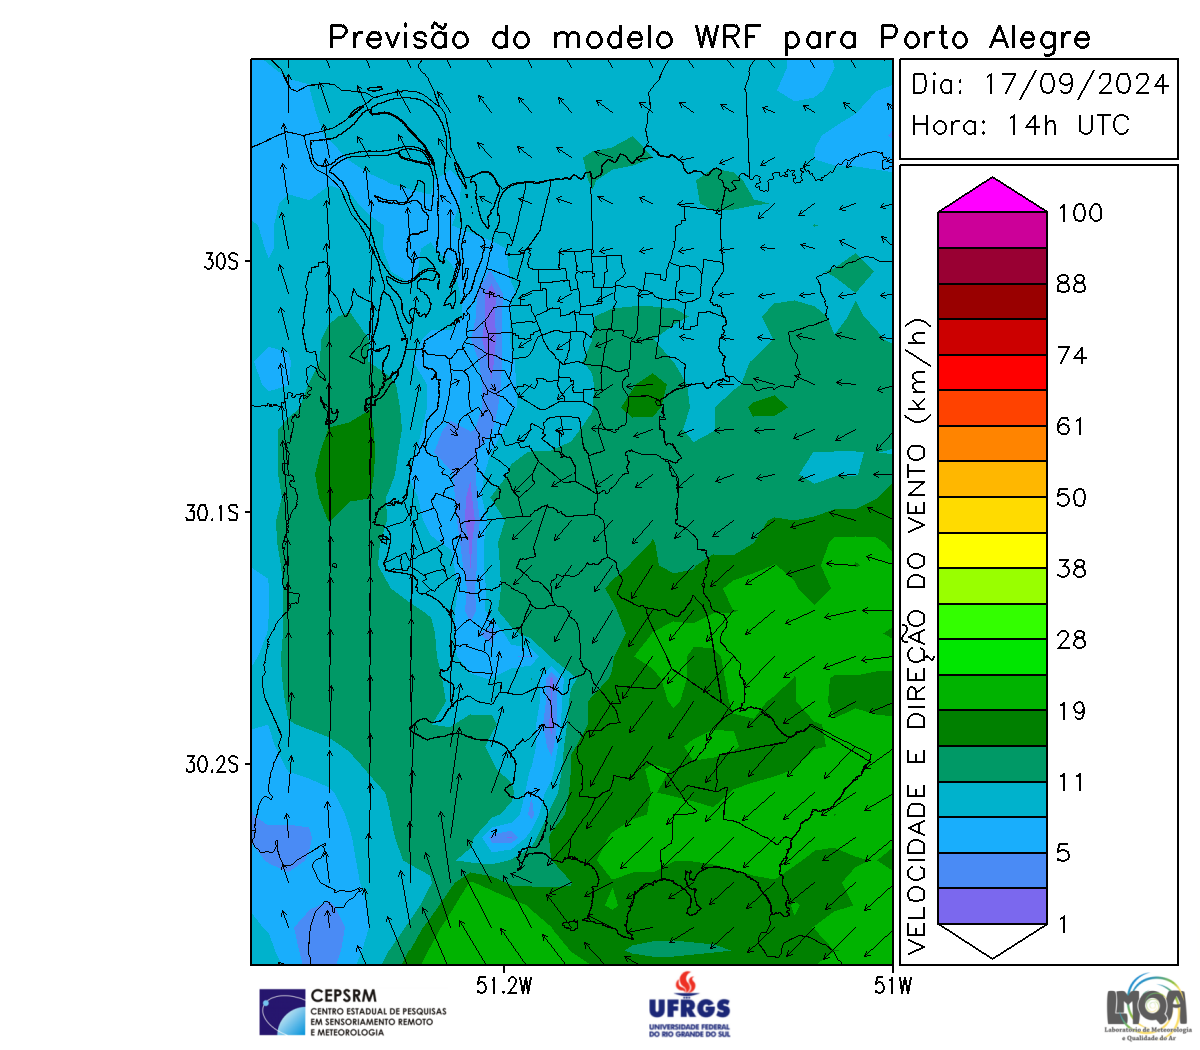 Previsão do modelo WRF para Porto Alegre
Dia: 17/09/2024
Hora: 14h UTC
30S
30.1S
30.2S
51.2W
51W
VELOCIDADE E DIREÇÃO DO VENTO (km/h)
100
88
74
61
50
38
28
19
11
5
1
CEPSRM
CENTRO ESTADUAL DE PESQUISAS
EM SENSORIAMENTO REMOTO
E METEOROLOGIA
UFRGS
UNIVERSIDADE FEDERAL
DO RIO GRANDE DO SUL
LMQA
Laboratório de Meteorologia
e Qualidade do Ar